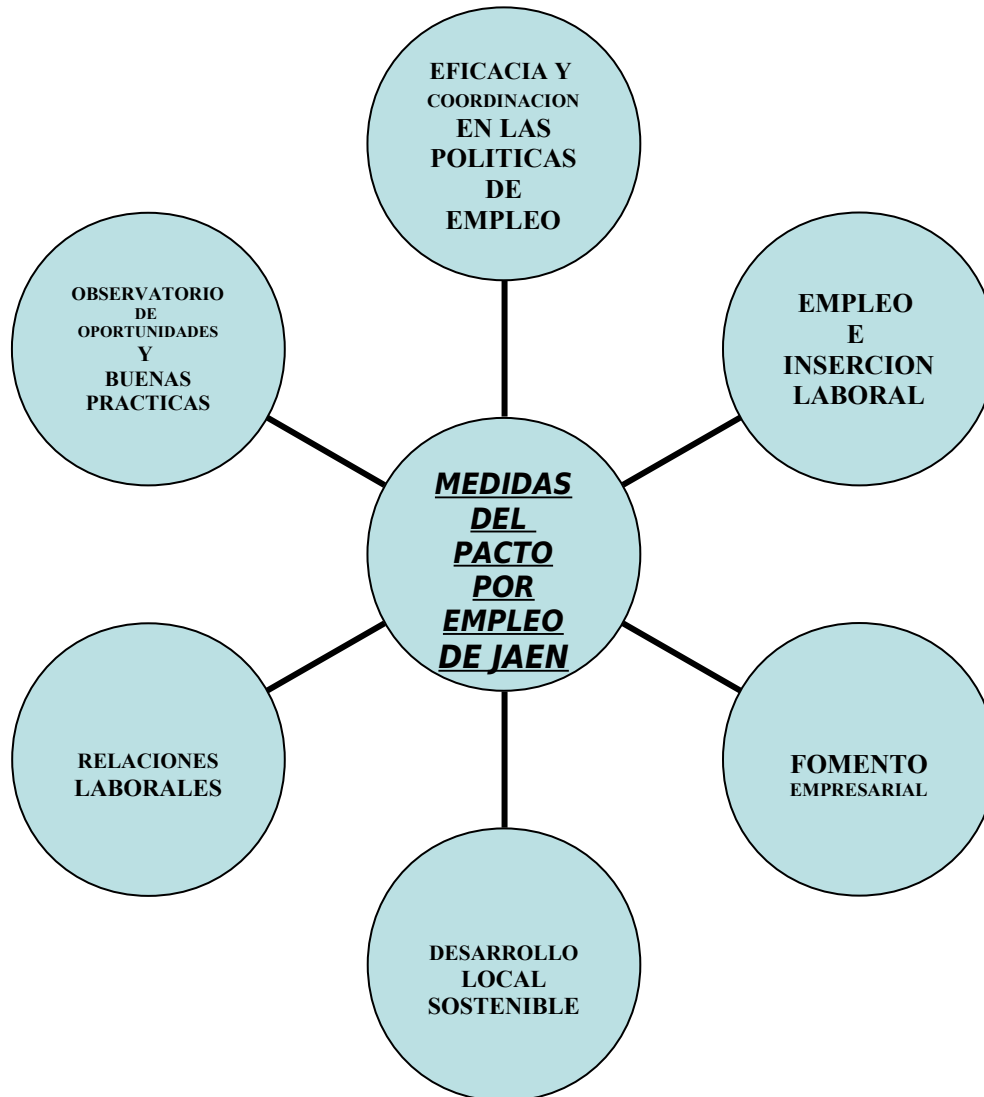 EFICACIA Y
COORDINACION
EN LAS
POLITICAS
DE
EMPLEO
OBSERVATORIO
DE
OPORTUNIDADES
Y
BUENAS
PRACTICAS
EMPLEO
E
INSERCION
LABORAL
MEDIDAS
DEL
PACTO
POR
EMPLEO
DE JAEN
RELACIONES
LABORALES
FOMENTO
EMPRESARIAL
DESARROLLO
LOCAL
SOSTENIBLE